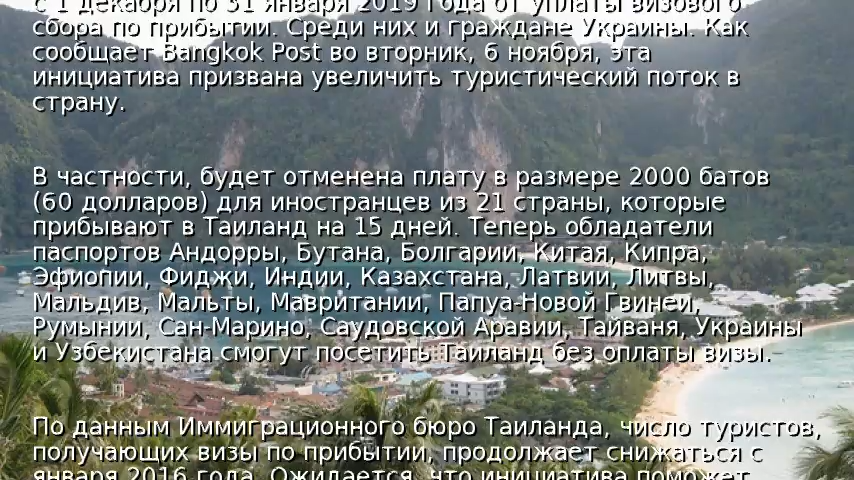 с 1 декабря по 31 января 2019 года от уплаты визового
сбора по прибытии. Среди них и граждане Украины. Как
сообщает Bangkok Post во вторник, 6 ноября, эта
инициатива призвана увеличить туристический поток в
страну.
В частности, будет отменена плату в размере 2000 батов
(60 долларов) для иностранцев из 21 страны, которые
прибывают в Таиланд на 15 дней. Теперь обладатели
паспортов Андорры, Бутана, Болгарии, Китая, Кипра,
Эфиопии, Фиджи, Индии, Казахстана, Латвии, Литвы,
Мальдив, Мальты, Мавритании, Папуа-Новой Гвинеи,
Румынии, Сан-Марино, Саудовской Аравии, Тайваня, Украины
и Узбекистана смогут посетить Таиланд без оплаты визы.
По данным Иммиграционного бюро Таиланда, число туристов,
получающих визы по прибытии, продолжает снижаться с
января 2016 года. Ожидается, что инициатива поможет